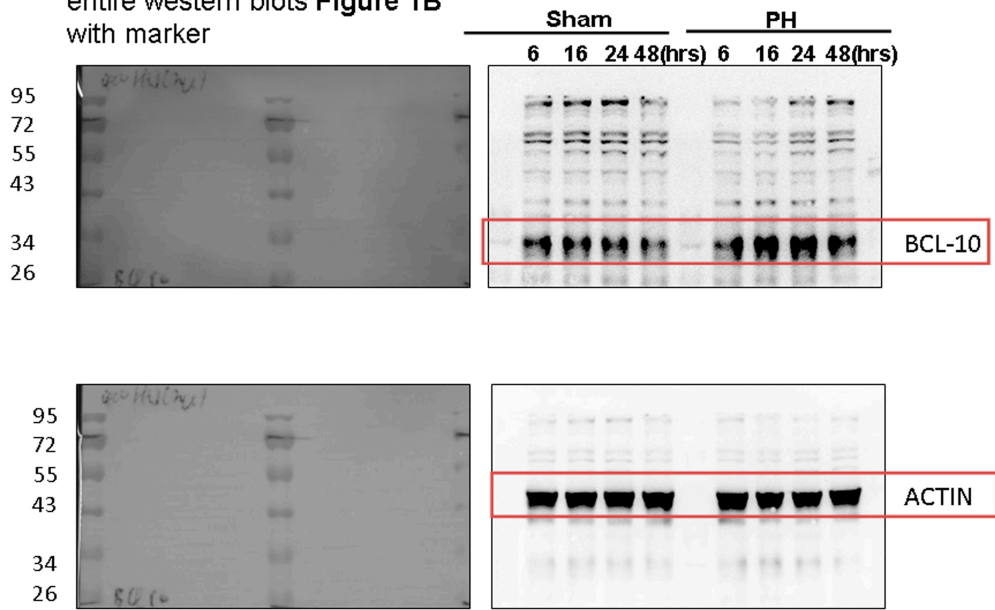 entire western blots Figure 1B
with marker
Sham PH
6 16 24 48(hrs) 6 16 24 48(hrs)
95
72
55
43
34
26
BCL-10
95
72
55
43
34
26
ACTIN